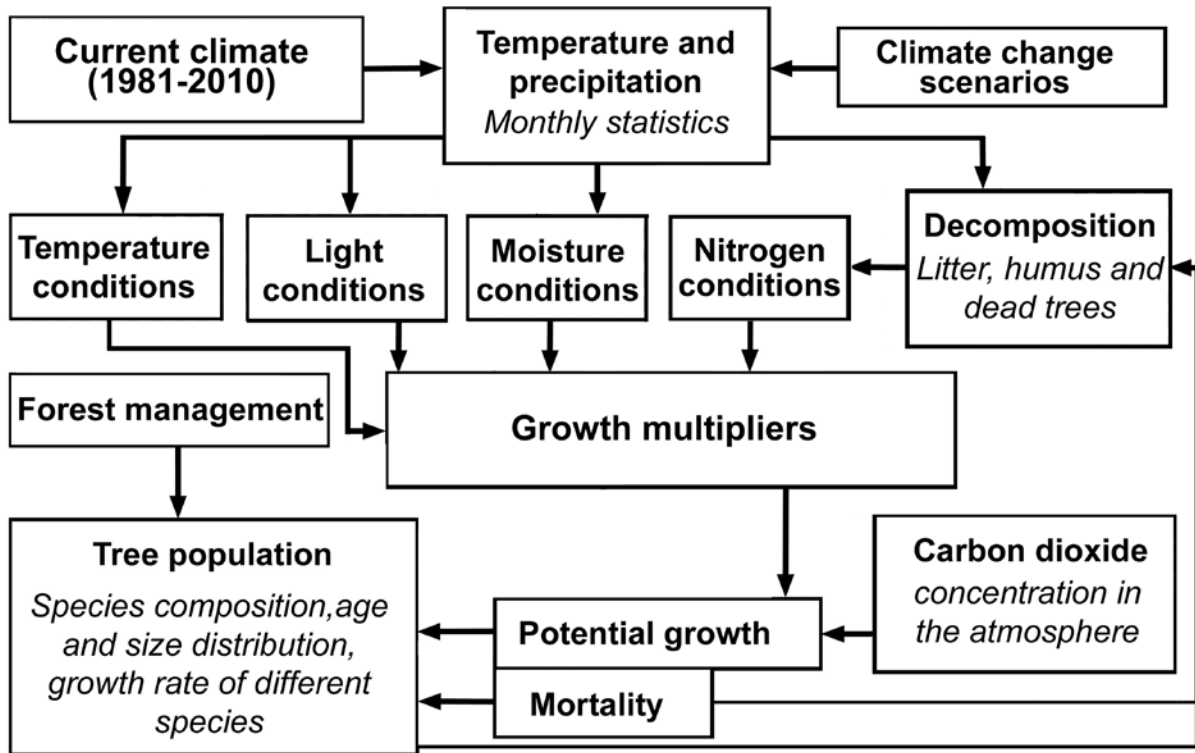 Current climate
(1981-2010)
Temperature and
precipitation
Monthly statistics
Climate change
scenarios
Temperature
conditions
Light
conditions
Moisture
conditions
Nitrogen
conditions
Decomposition
Litter, humus and
dead trees
Forest management
Growth multipliers
Tree population
Species composition,age
and size distribution,
growth rate of different
species
Potential growth
Mortality
Carbon dioxide
concentration in
the atmosphere